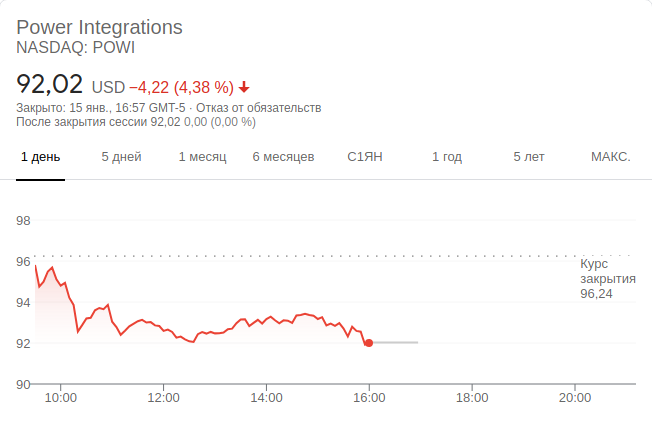 Power Integrations
NASDAQ: POWI
92,02 USD −4,22 (4,38 %)
Закрыто: 15 янв., 16:57 GMT-5 · Отказ от обязательств
После закрытия сессии 92,02 0,00 (0,00 %)
1 день 5 дней 1 месяц 6 месяцев С1ЯН 1 год 5 лет МАКС.
98
96
94
92
90
Курс
закрытия
96,24
10:00 12:00 14:00 16:00 18:00 20:00